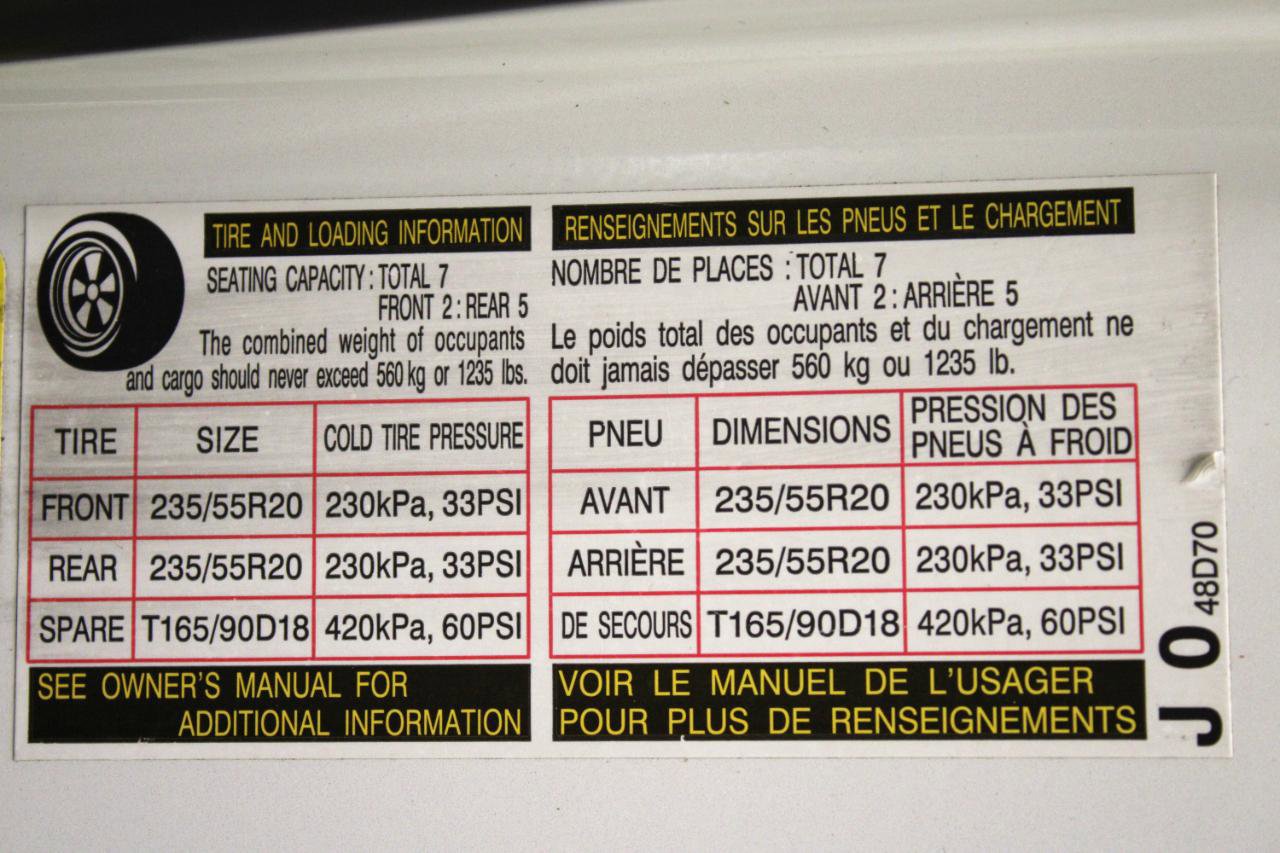 TIRE AND LOADING INFORMATION
SEATING CAPACITY : TOTAL 7
FRONT 2 : REAR 5
The combined weight of occupants
and cargo should never exceed 560 kg or 1235 lbs.
TIRE SIZE COLD TIRE PRESSURE
FRONT 235/55R20 230kPa, 33PSI
REAR 235/55R20 230kPa, 33PSI
SPARE T165/90D18 420kPa, 60PSI
SEE OWNER'S MANUAL FOR
ADDITIONAL INFORMATION
RENSEIGNEMENTS SUR LES PNEUS ET LE CHARGEMENT
NOMBRE DE PLACES : TOTAL 7
AVANT 2 : ARRIÈRE 5
Le poids total des occupants et du chargement ne
doit jamais dépasser 560 kg ou 1235 lb.
PNEU DIMENSIONS PRESSION DES
PNEUS À FROID
AVANT 235/55R20 230kPa, 33PSI
ARRIÈRE 235/55R20 230kPa, 33PSI
DE SECOURS T165/90D18 420kPa, 60PSI
VOIR LE MANUEL DE L'USAGER
POUR PLUS DE RENSEIGNEMENTS
J 0 48D70